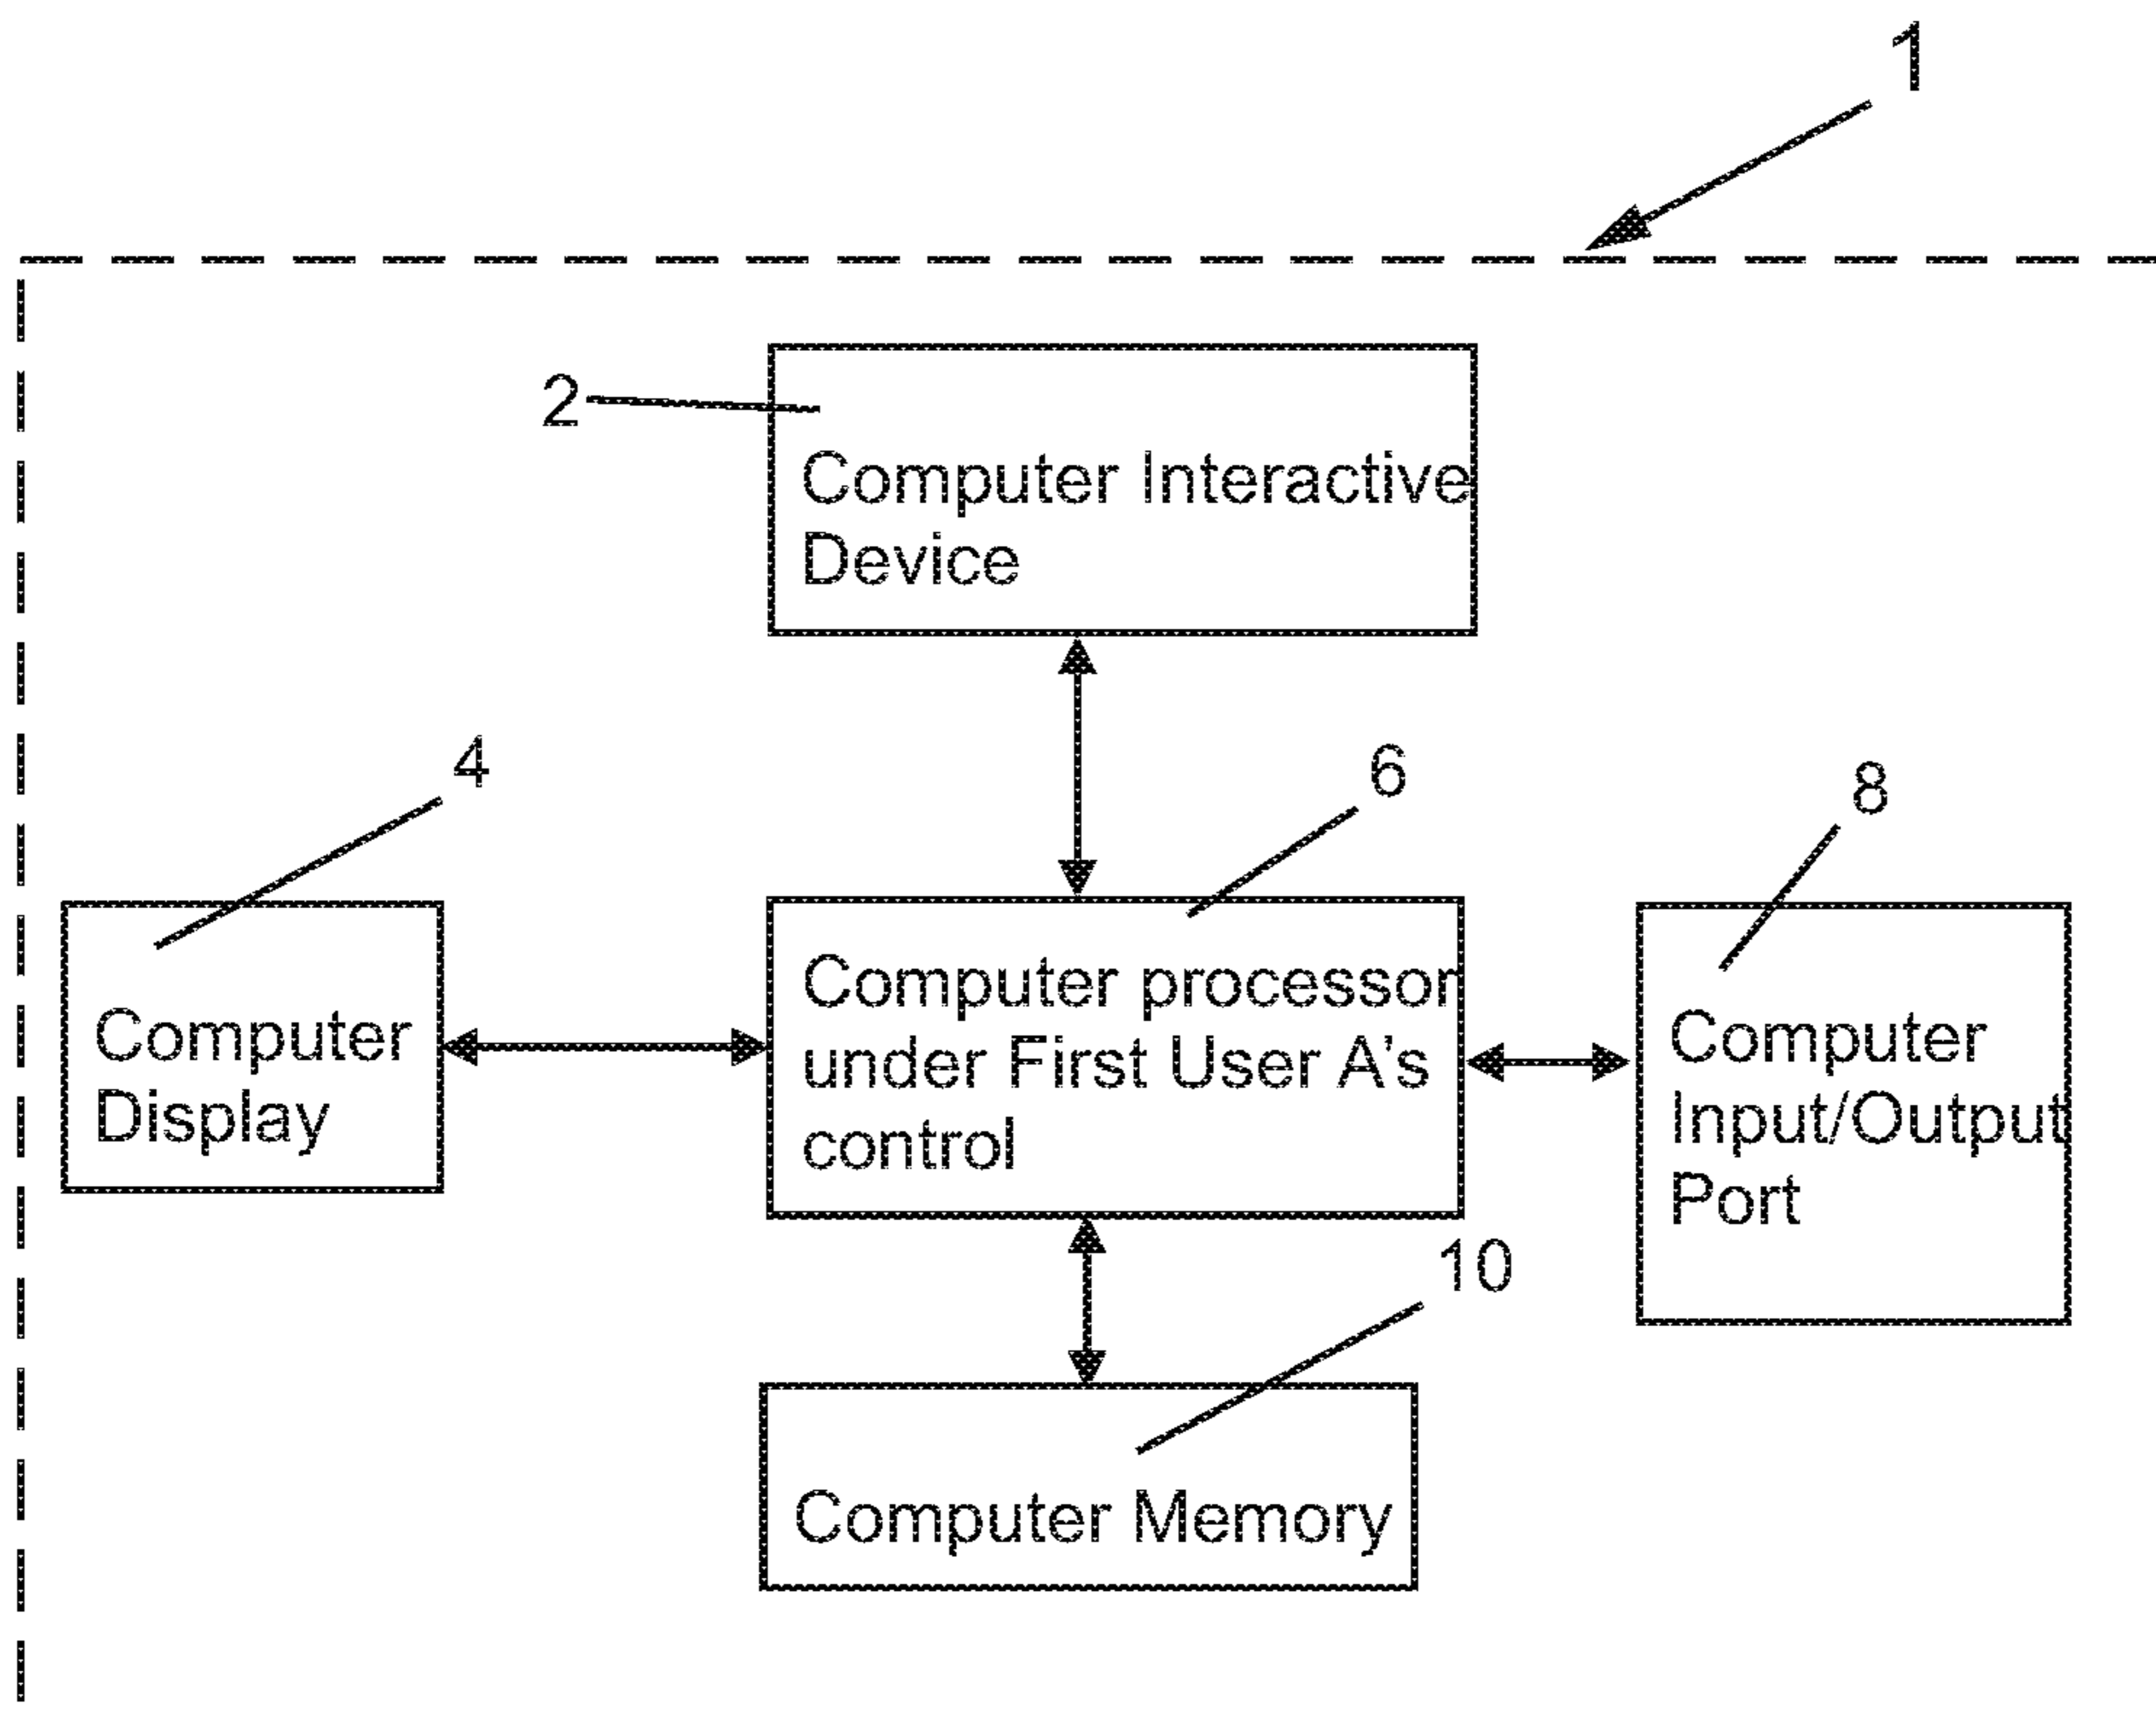 1
2
Computer Interactive
Device
4
6
8
Computer
Display
Computer processor
under First User A's
control
Computer
Input/Output
Port
10
Computer Memory